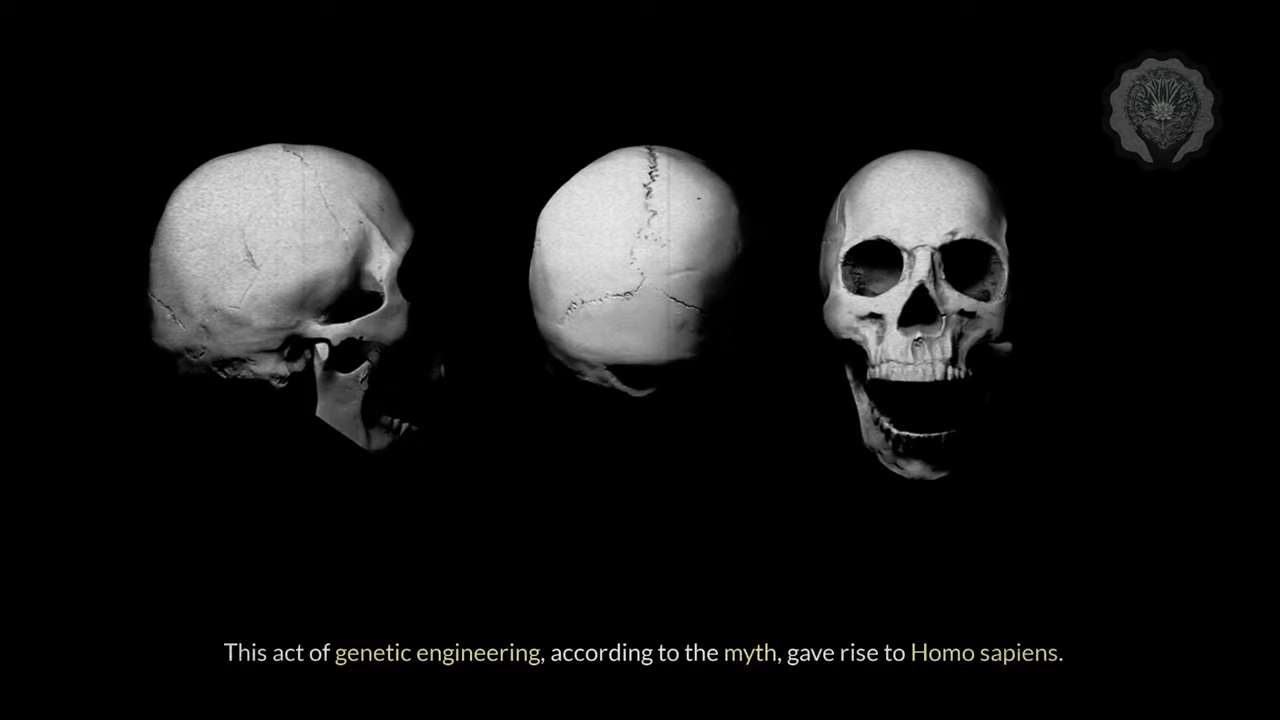 This act of genetic engineering, according to the myth, gave rise to Homo sapiens.